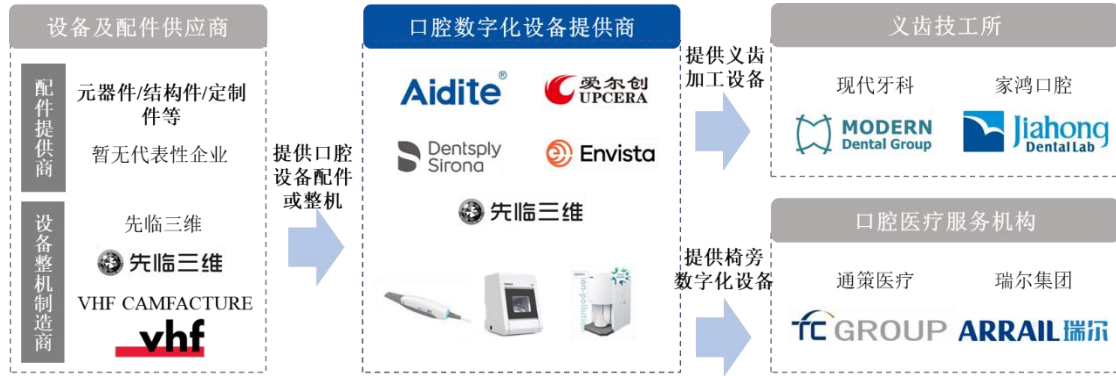 设备及配件供应商
配件提供商
元器件/结构件/定制
件等
暂无代表性企业
设备整机制造商
先临三维
先临三维
VHF CAMFACTURE
vhf
提供口腔
设备配件
或整机
口腔数字化设备提供商
Aidite®
爱尔创
UPCERA
Dentsply
Sirona
Envista
先临三维
提供义齿
加工设备
提供椅旁
数字化设备
义齿技工所
现代牙科
家鸿口腔
MODERN
Dental Group
Jiahong
Dental Lab
口腔医疗服务机构
通策医疗
瑞尔集团
TC GROUP
ARRAIL 瑞尔